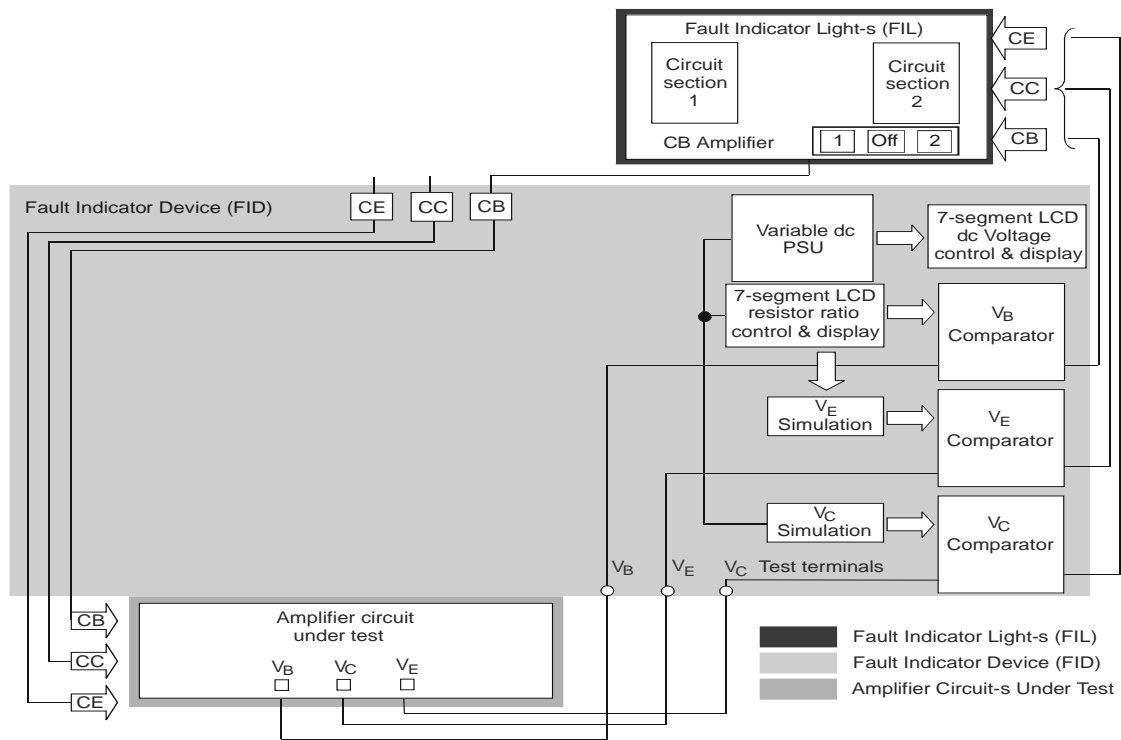 Fault Indicator Light-s (FIL)
Circuit
section
1
Circuit
section
2
CB Amplifier
1
Off
2
CE
CC
CB
Fault Indicator Device (FID)
CE
CC
CB
Variable dc
PSU
7-segment LCD
dc Voltage
control & display
7-segment LCD
resistor ratio
control & display
VB
Comparator
VE
Simulation
VE
Comparator
VC
Simulation
VC
Comparator
VB
VE
VC
Test terminals
CB
CC
CE
Amplifier circuit
under test
VB
VC
VE
Fault Indicator Light-s (FIL)
Fault Indicator Device (FID)
Amplifier Circuit-s Under Test